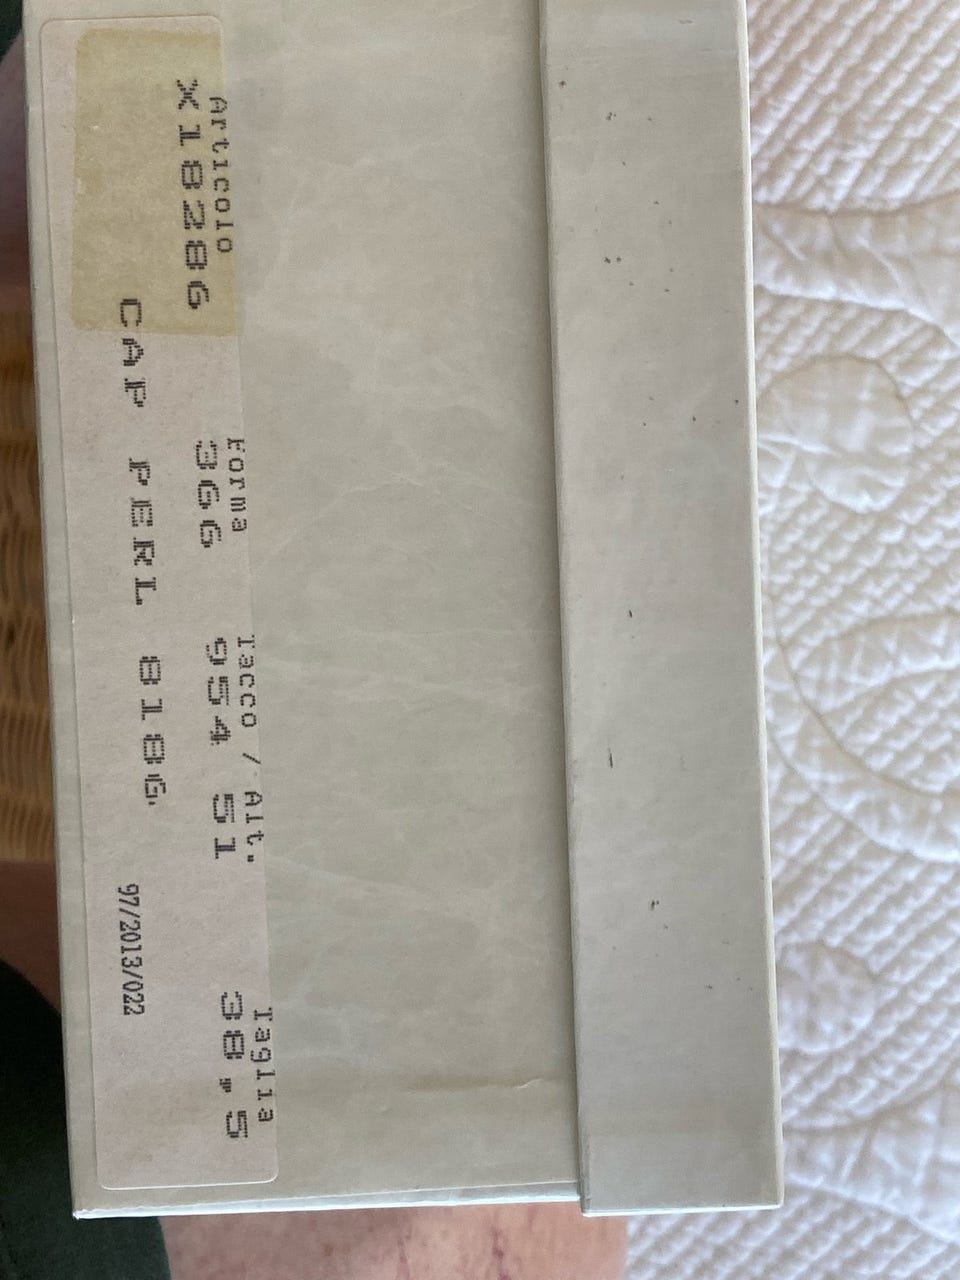 Articolo Forma Tacco / Alt. Taglia
X18286 366 954 51 38,5
CAP PERL 8186
97/2013/022